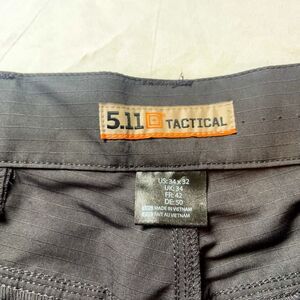 5.11 TACTICAL
US: 34 x 32
UK: 34
FR: 42
DE: 50
MADE IN VIETNAM
FAIT AU VIETNAM